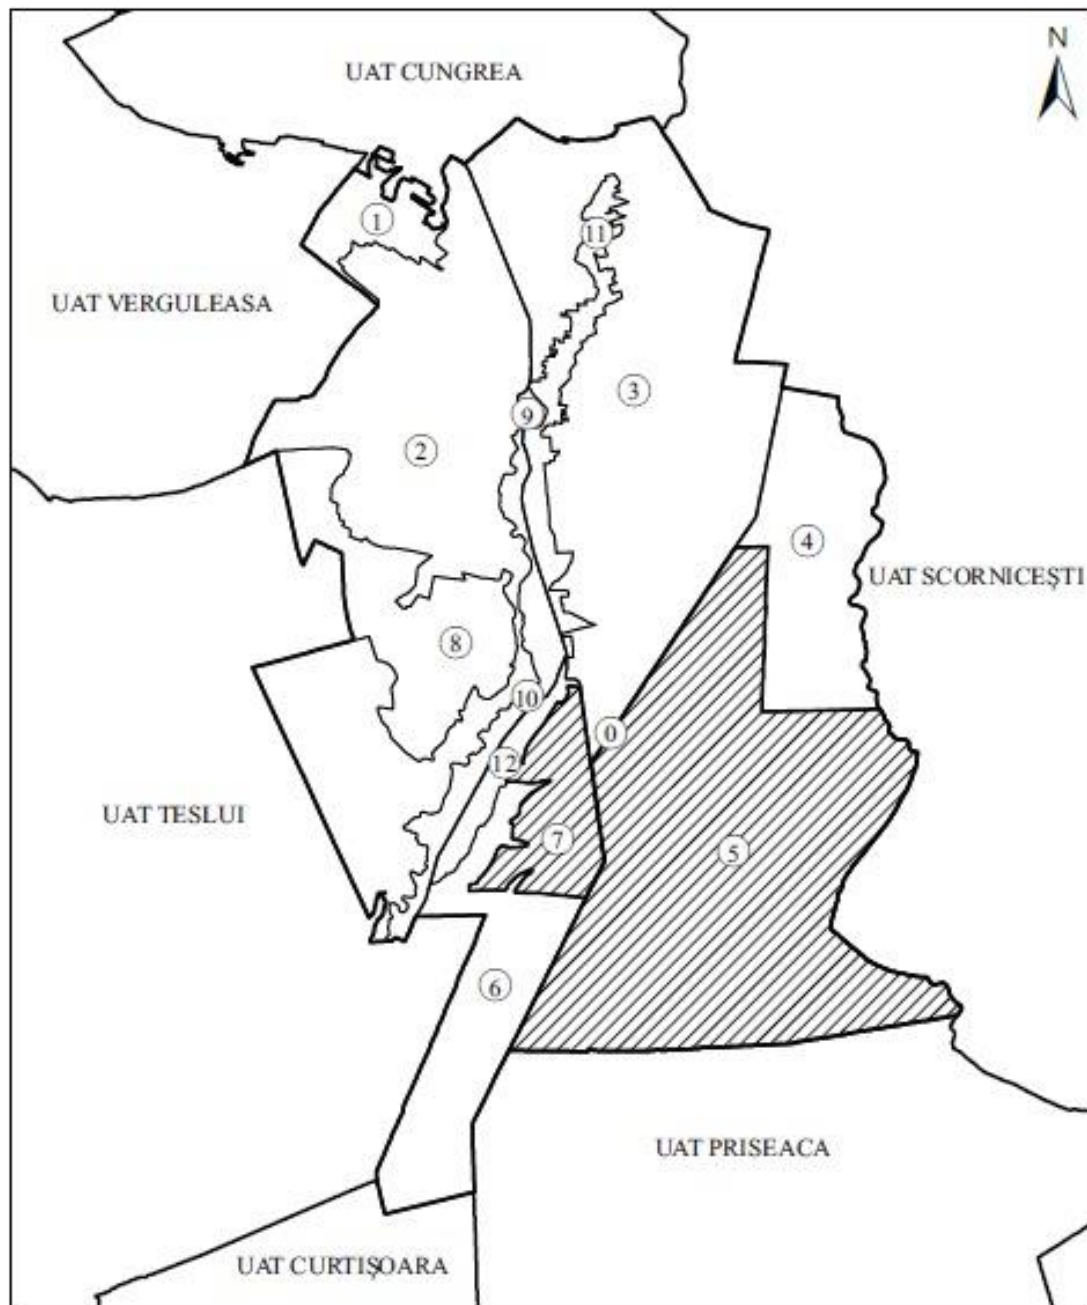 N
UAT CUNGREA
1
11
UAT VERGULEASA
3
9
2
4
UAT SCORNICEȘTI
8
10
0
12
UAT TESLUI
7
5
6
UAT PRISEACA
UAT CURTIȘOARA